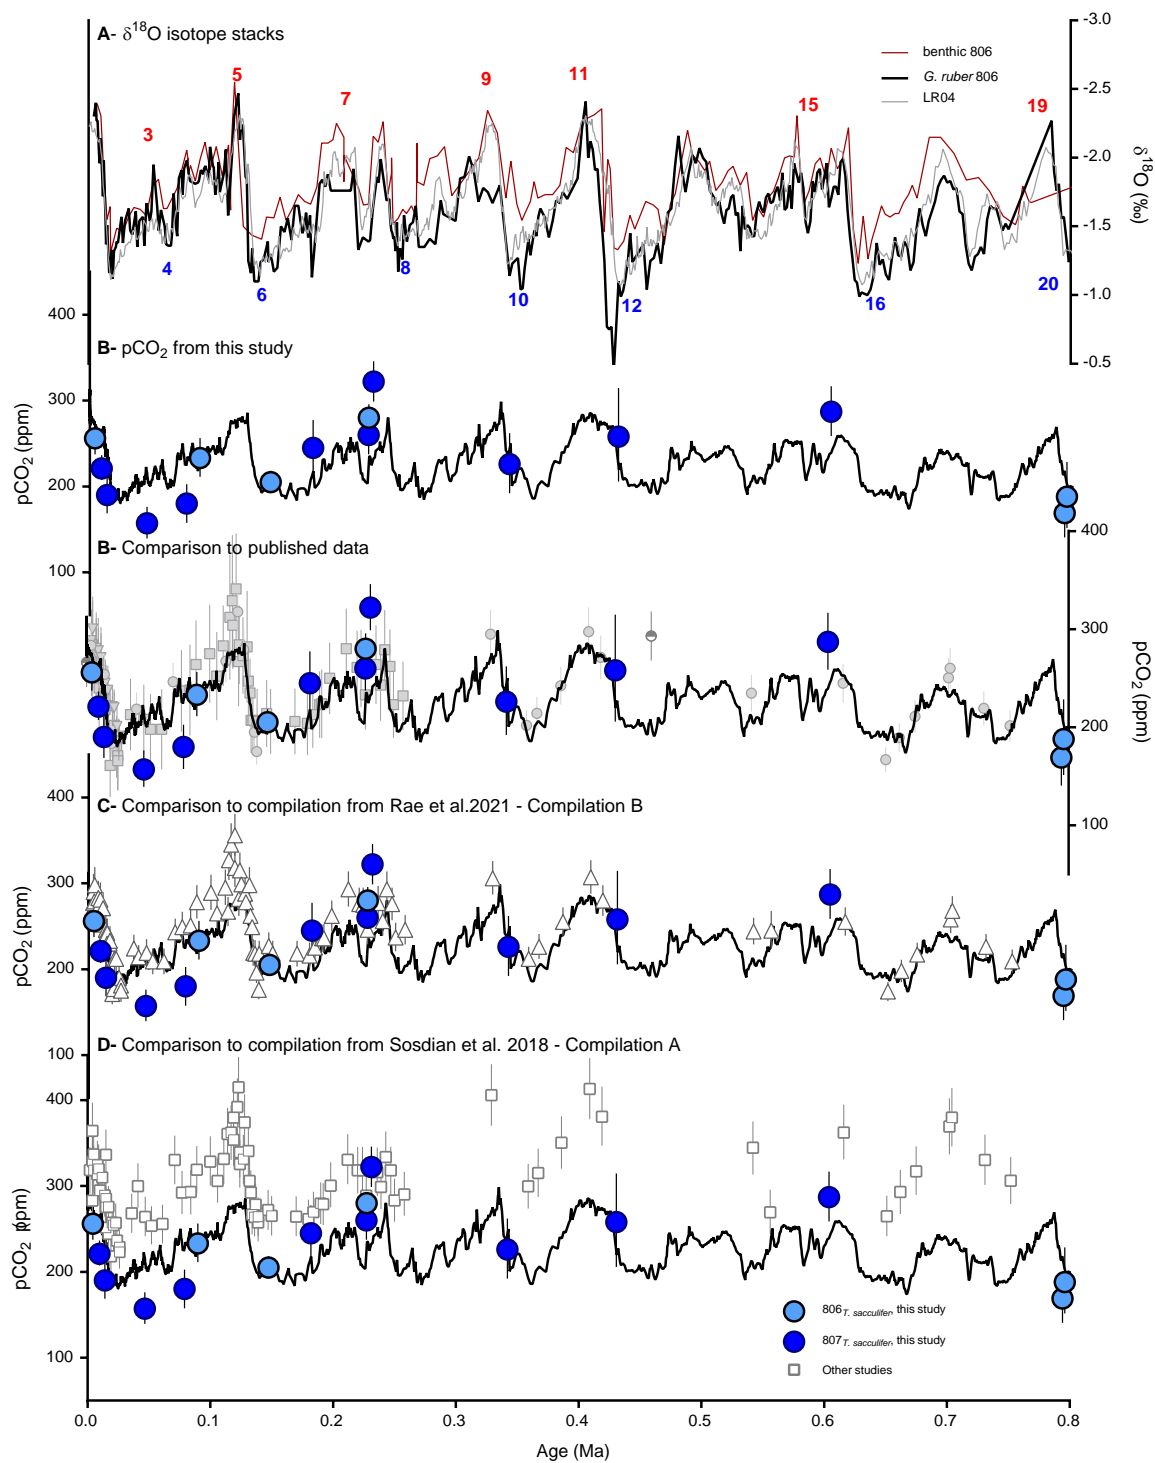 A- δ18O isotope stacks
benthic 806
G. ruber 806
LR04
-3.0
-2.5
-2.0
-1.5
-1.0
-0.5
δ18O (‰)
3
5
7
9
11
15
19
4
6
8
10
12
16
20
B- pCO2 from this study
400
300
200
100
pCO2 (ppm)
B- Comparison to published data
400
300
200
100
pCO2 (ppm)
C- Comparison to compilation from Rae et al.2021 - Compilation B
400
300
200
100
pCO2 (ppm)
D- Comparison to compilation from Sosdian et al. 2018 - Compilation A
400
300
200
100
pCO2 (ppm)
806T. sacculifer, this study
807T. sacculifer, this study
Other studies
0.0 0.1 0.2 0.3 0.4 0.5 0.6 0.7 0.8
Age (Ma)